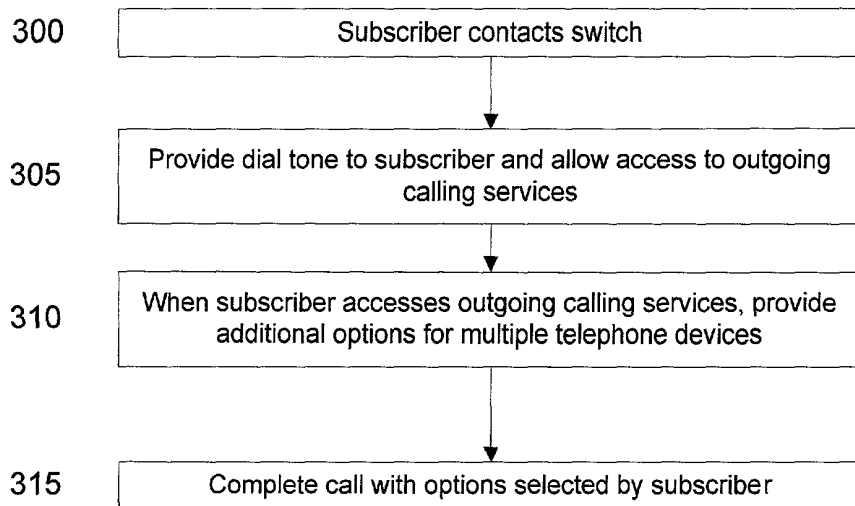 300
Subscriber contacts switch
305
Provide dial tone to subscriber and allow access to outgoing
calling services
310
When subscriber accesses outgoing calling services, provide
additional options for multiple telephone devices
315
Complete call with options selected by subscriber